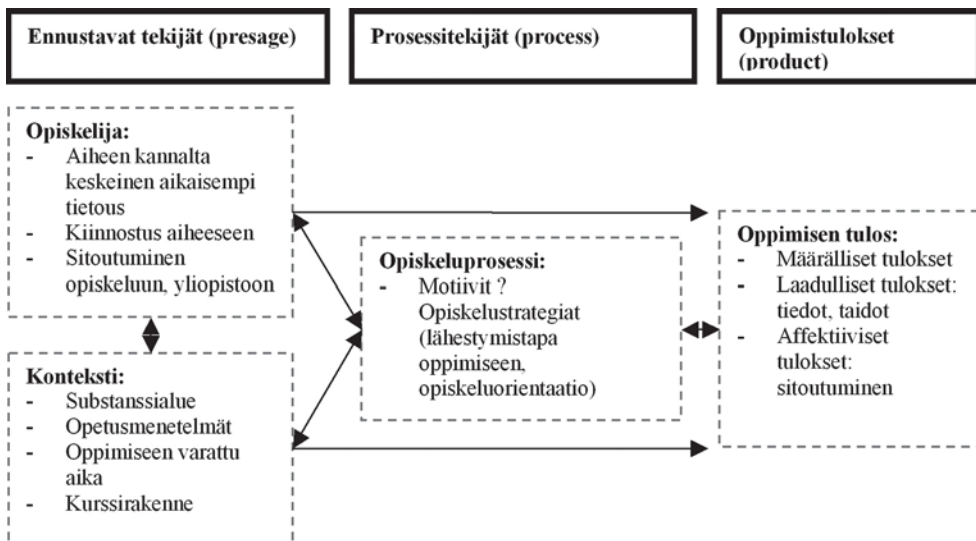 Ennustavat tekijät (presage)
Prosessitekijät (process)
Oppimistulokset
(product)
Opiskelija:
- Aiheen kannalta
keskeinen aikaisempi
tietous
- Kiinnostus aiheeseen
- Sitoutuminen
opiskeluun, yliopistoon
Konteksti:
- Substanssialue
- Opetusmenetelmät
- Oppimiseen varattu
aika
- Kurssirakenne
Opiskeluprosessi:
- Motiivit ?
Opiskelustrategiat
(lähestymistapa
oppimiseen,
opiskeluorientaatio)
Oppimisen tulos:
- Määrälliset tulokset
- Laadulliset tulokset:
tiedot, taidot
- Affektiiviset
tulokset:
sitoutuminen